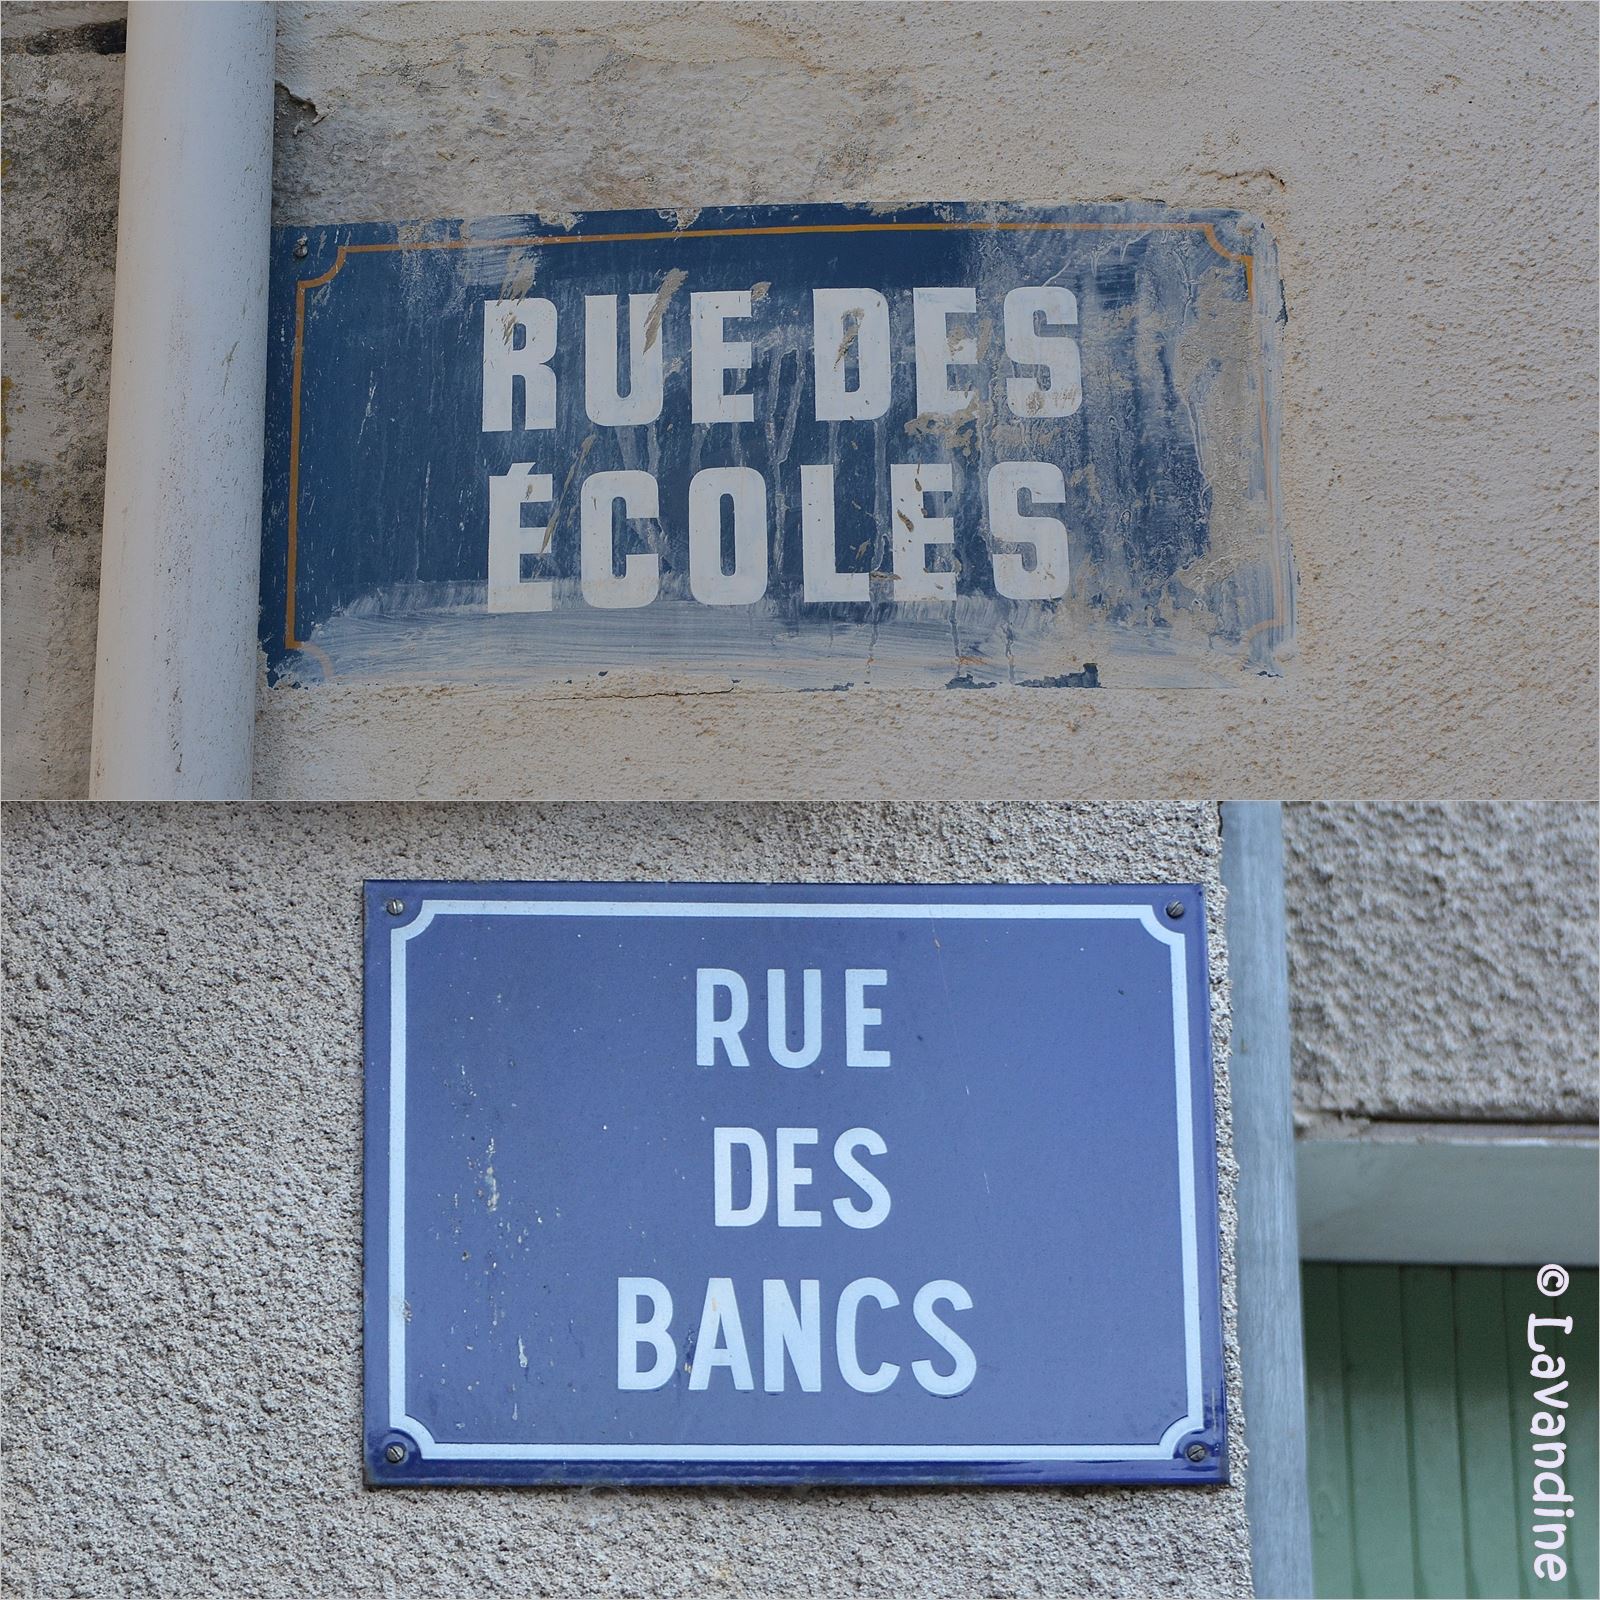 RUE DES
ÉCOLES
RUE
DES
BANCS
© Lavandine